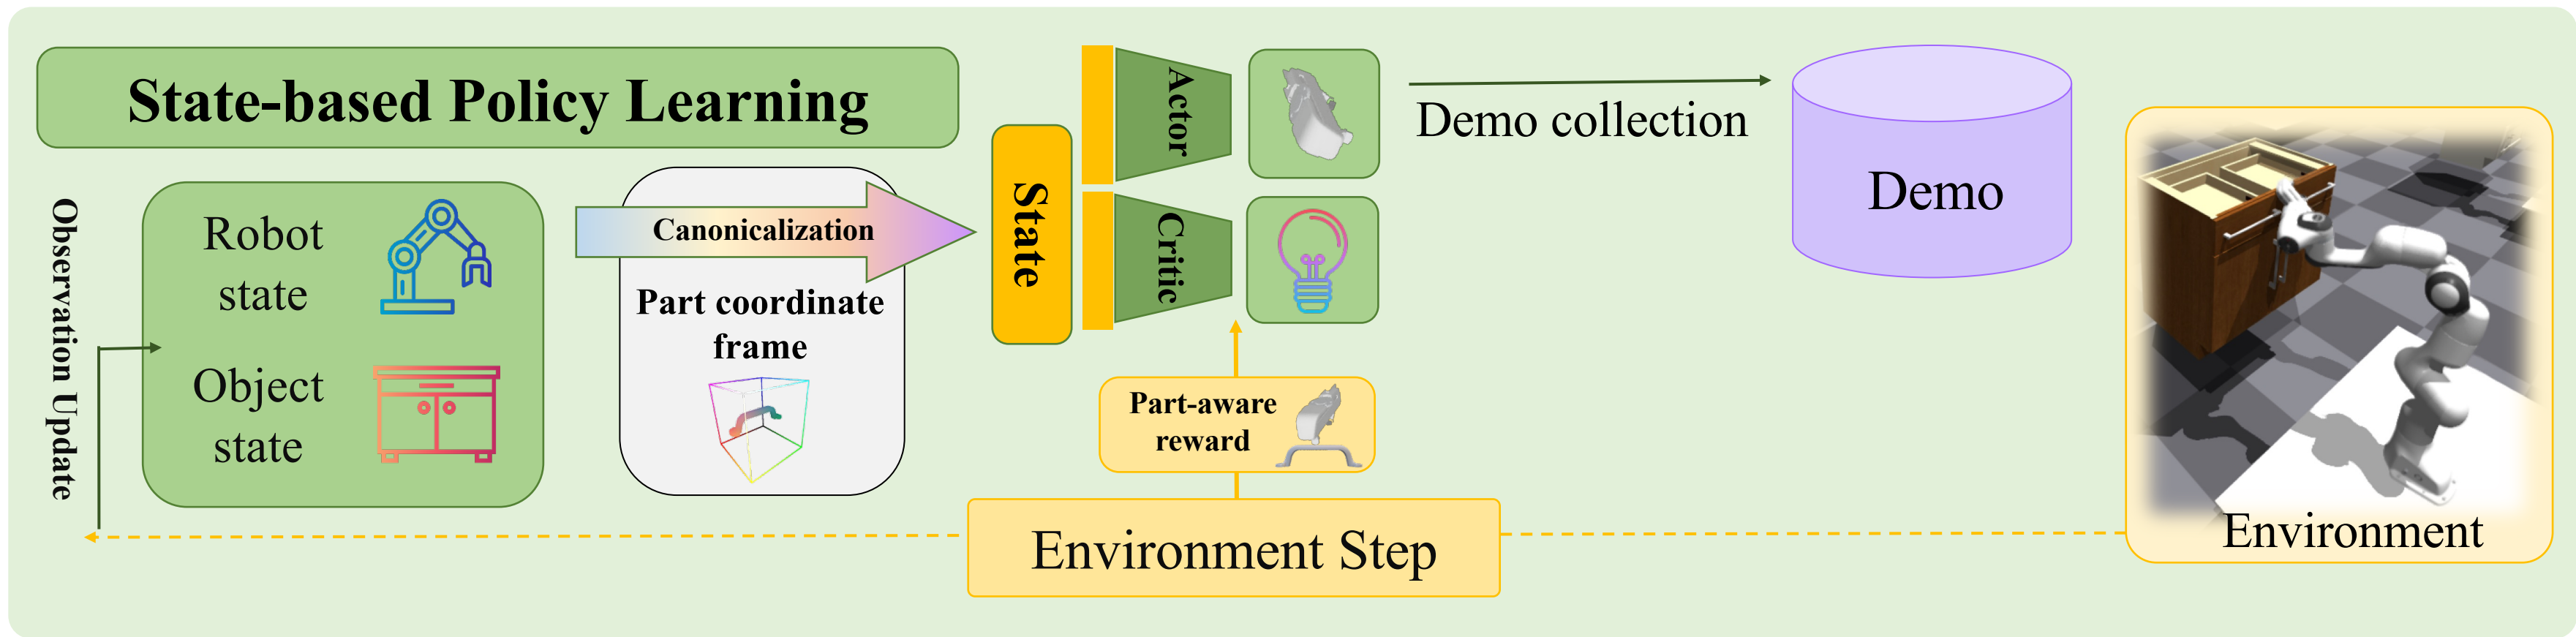 State-based Policy Learning
Observation Update
Robot
state
Object
state
Canonicalization
Part coordinate
frame
State
Actor
Critic
Part-aware
reward
Demo collection
Demo
Environment Step
Environment